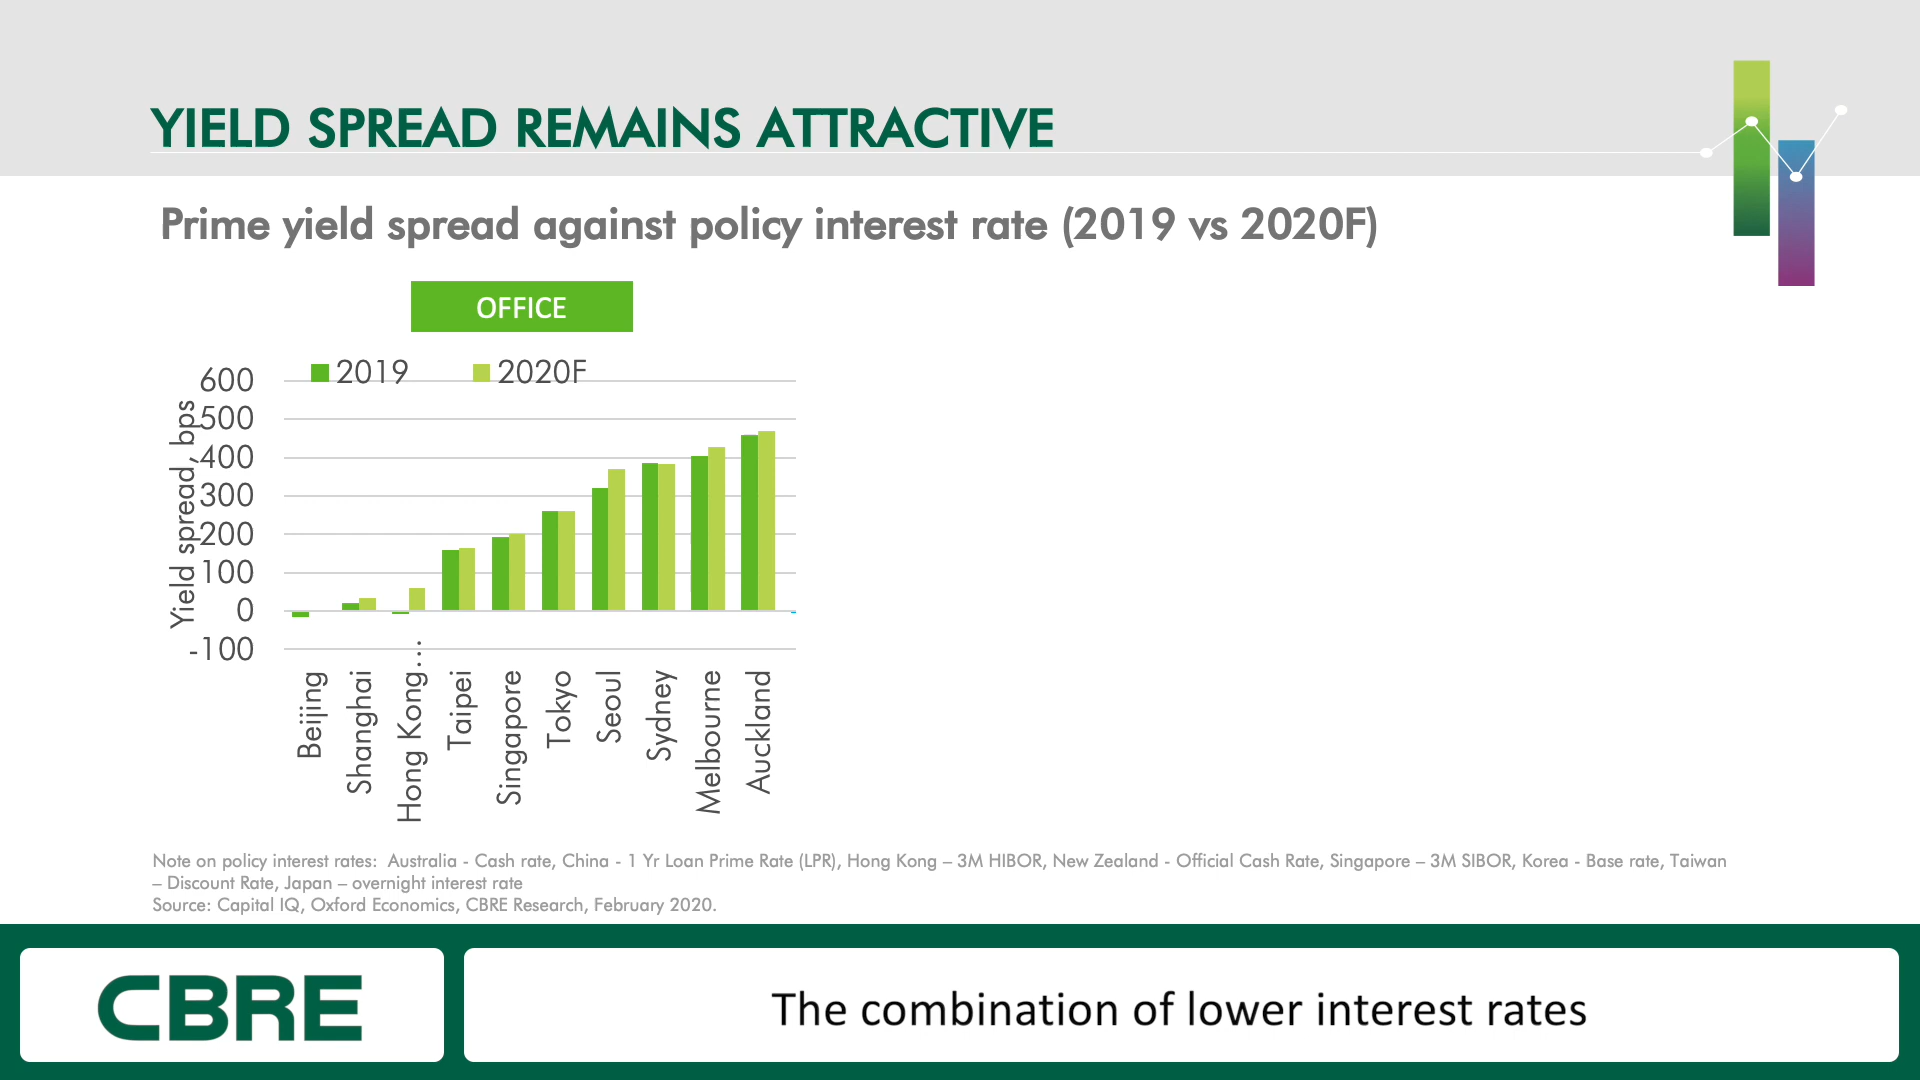 YIELD SPREAD REMAINS ATTRACTIVE
Prime yield spread against policy interest rate (2019 vs 2020F)
OFFICE
2019
2020F
Yield spread, bps
600
500
400
300
200
100
0
-100
Beijing
Shanghai
Hong Kong....
Taipei
Singapore
Tokyo
Seoul
Sydney
Melbourne
Auckland
Note on policy interest rates:  Australia - Cash rate, China - 1 Yr Loan Prime Rate (LPR), Hong Kong – 3M HIBOR, New Zealand - Official Cash Rate, Singapore – 3M SIBOR, Korea - Base rate, Taiwan
– Discount Rate, Japan – overnight interest rate
Source: Capital IQ, Oxford Economics, CBRE Research, February 2020.
CBRE
The combination of lower interest rates